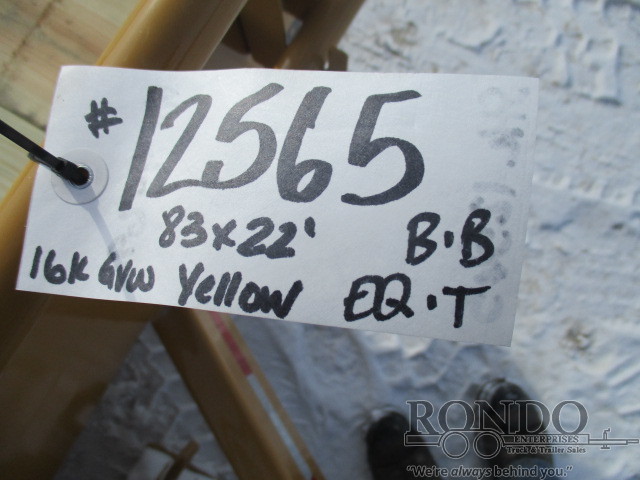 # 12565
83x22' B.B
16K GVW Yellow EQ.T
RONDO
ENTERPRISES
Truck & Trailer Sales
"We're always behind you."